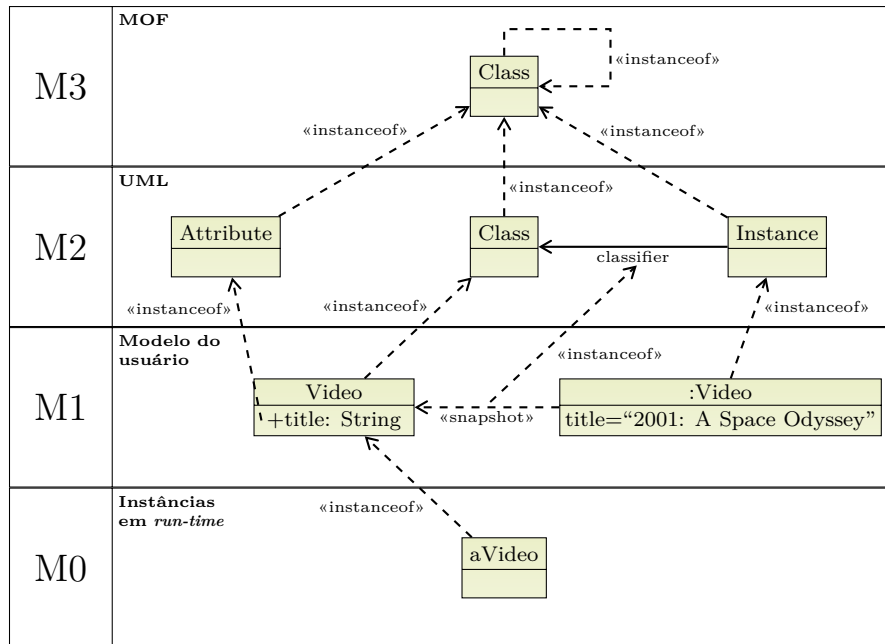 MOF
M3
Class
«instanceof»
«instanceof»
«instanceof»
UML
«instanceof»
M2
Attribute
Class
Instance
classifier
«instanceof»
«instanceof»
«instanceof»
Modelo do
usuário
«instanceof»
M1
Video
+title: String
«snapshot»
:Video
title=“2001: A Space Odyssey”
Instâncias
em run-time
«instanceof»
M0
aVideo